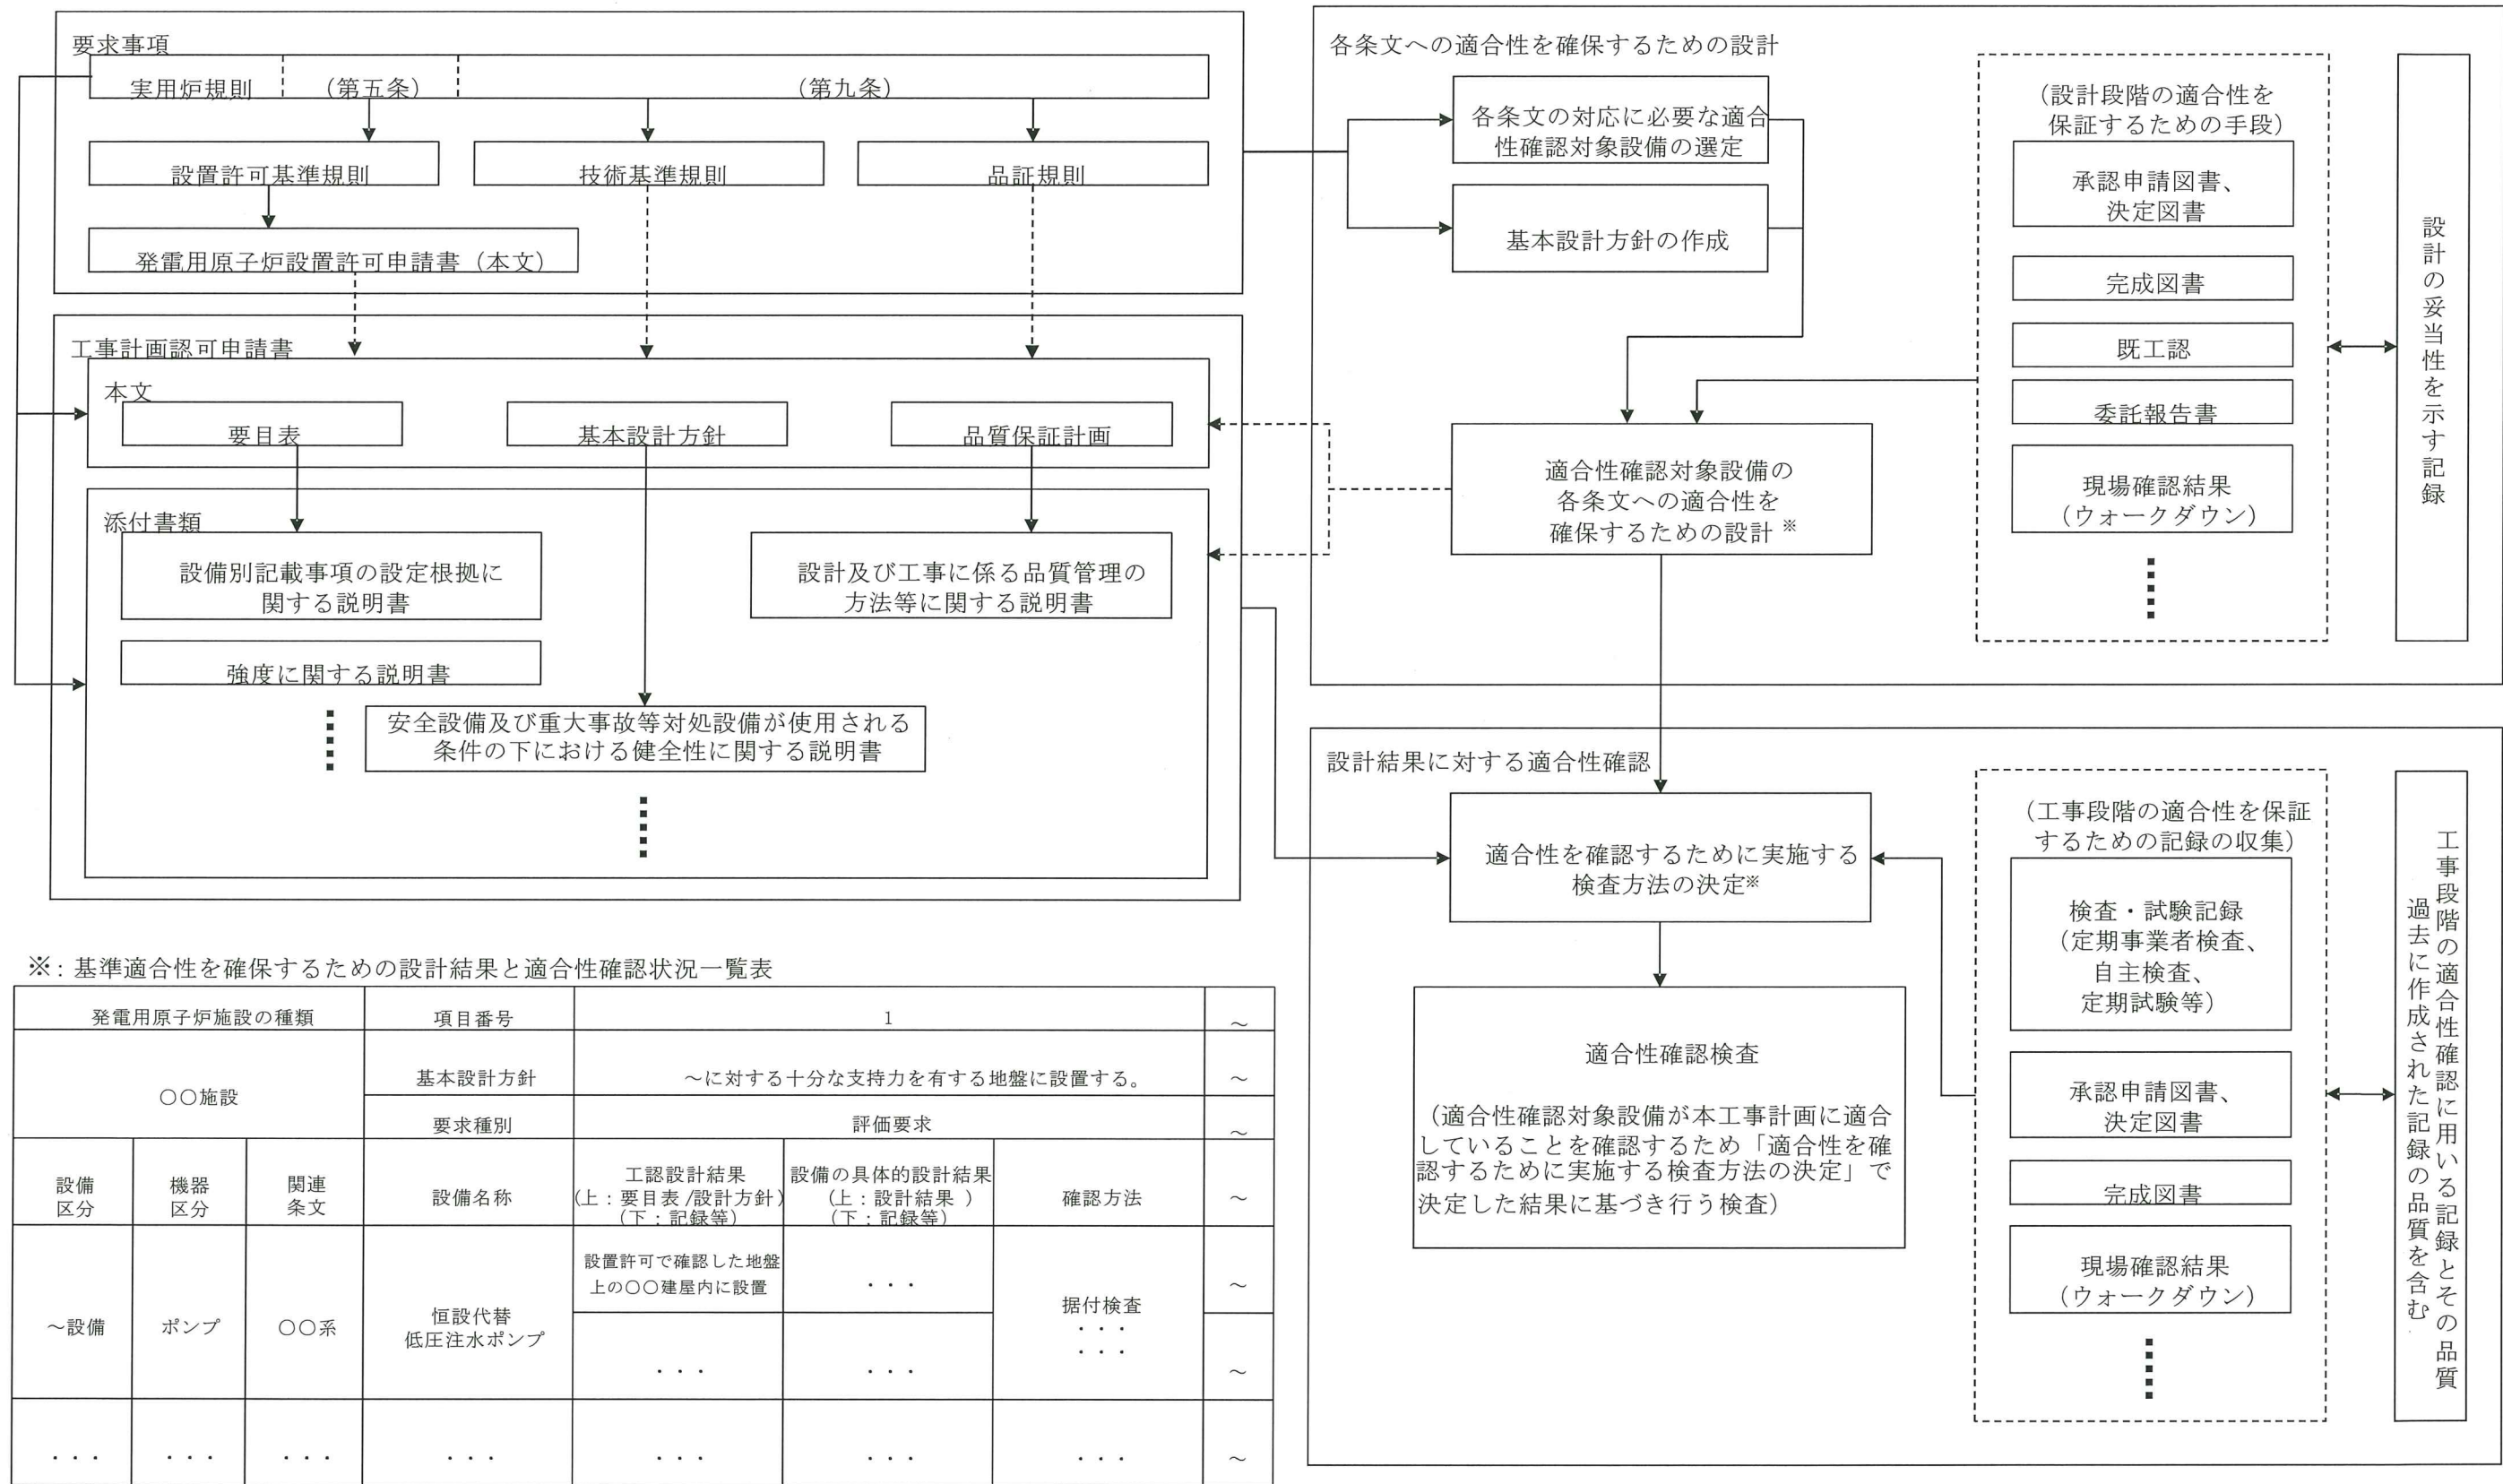 要求事項
実用炉規則
(第五条)
(第九条)
設置許可基準規則
技術基準規則
品証規則
発電用原子炉設置許可申請書(本文)
工事計画認可申請書
本文
要目表
基本設計方針
品質保証計画
添付書類
設備別記載事項の設定根拠に
関する説明書
設計及び工事に係る品質管理の
方法等に関する説明書
強度に関する説明書
安全設備及び重大事故等対処設備が使用される
条件の下における健全性に関する説明書
各条文への適合性を確保するための設計
各条文の対応に必要な適合
性確認対象設備の選定
基本設計方針の作成
適合性確認対象設備の
各条文への適合性を
確保するための設計※
(設計段階の適合性を
保証するための手段)
承認申請図書、
決定図書
完成図書
既工認
委託報告書
現場確認結果
(ウォークダウン)
設計の妥当性を示す記録
設計結果に対する適合性確認
適合性を確認するために実施する
検査方法の決定※
適合性確認検査
(適合性確認対象設備が本工事計画に適合
していることを確認するため「適合性を確
認するために実施する検査方法の決定」で
決定した結果に基づき行う検査)
(工事段階の適合性を保証
するための記録の収集)
検査・試験記録
(定期事業者検査、
自主検査、
定期試験等)
承認申請図書、
決定図書
完成図書
現場確認結果
(ウォークダウン)
工事段階の適合性確認に用いる記録とその品質
過去に作成された記録の品質を含む
※:基準適合性を確保するための設計結果と適合性確認状況一覧表
発電用原子炉施設の種類 項目番号 1 ~
〇〇施設
基本設計方針 ~に対する十分な支持力を有する地盤に設置する。 ~
要求種別 評価要求 ~
設備
区分
機器
区分
関連
条文
設備名称
工認設計結果
(上:要目表/設計方針)
(下:記録等)
設備の具体的設計結果
(上:設計結果 )
(下:記録等)
確認方法
~
~設備
ポンプ
〇〇系
恒設代替
低圧注水ポンプ
設置許可で確認した地盤
上の〇〇建屋内に設置
・・・
据付検査
・・・
・・・
~
・・・ ・・・ ~
・・・ ・・・ ・・・ ・・・ ・・・ ・・・ ・・・ ~